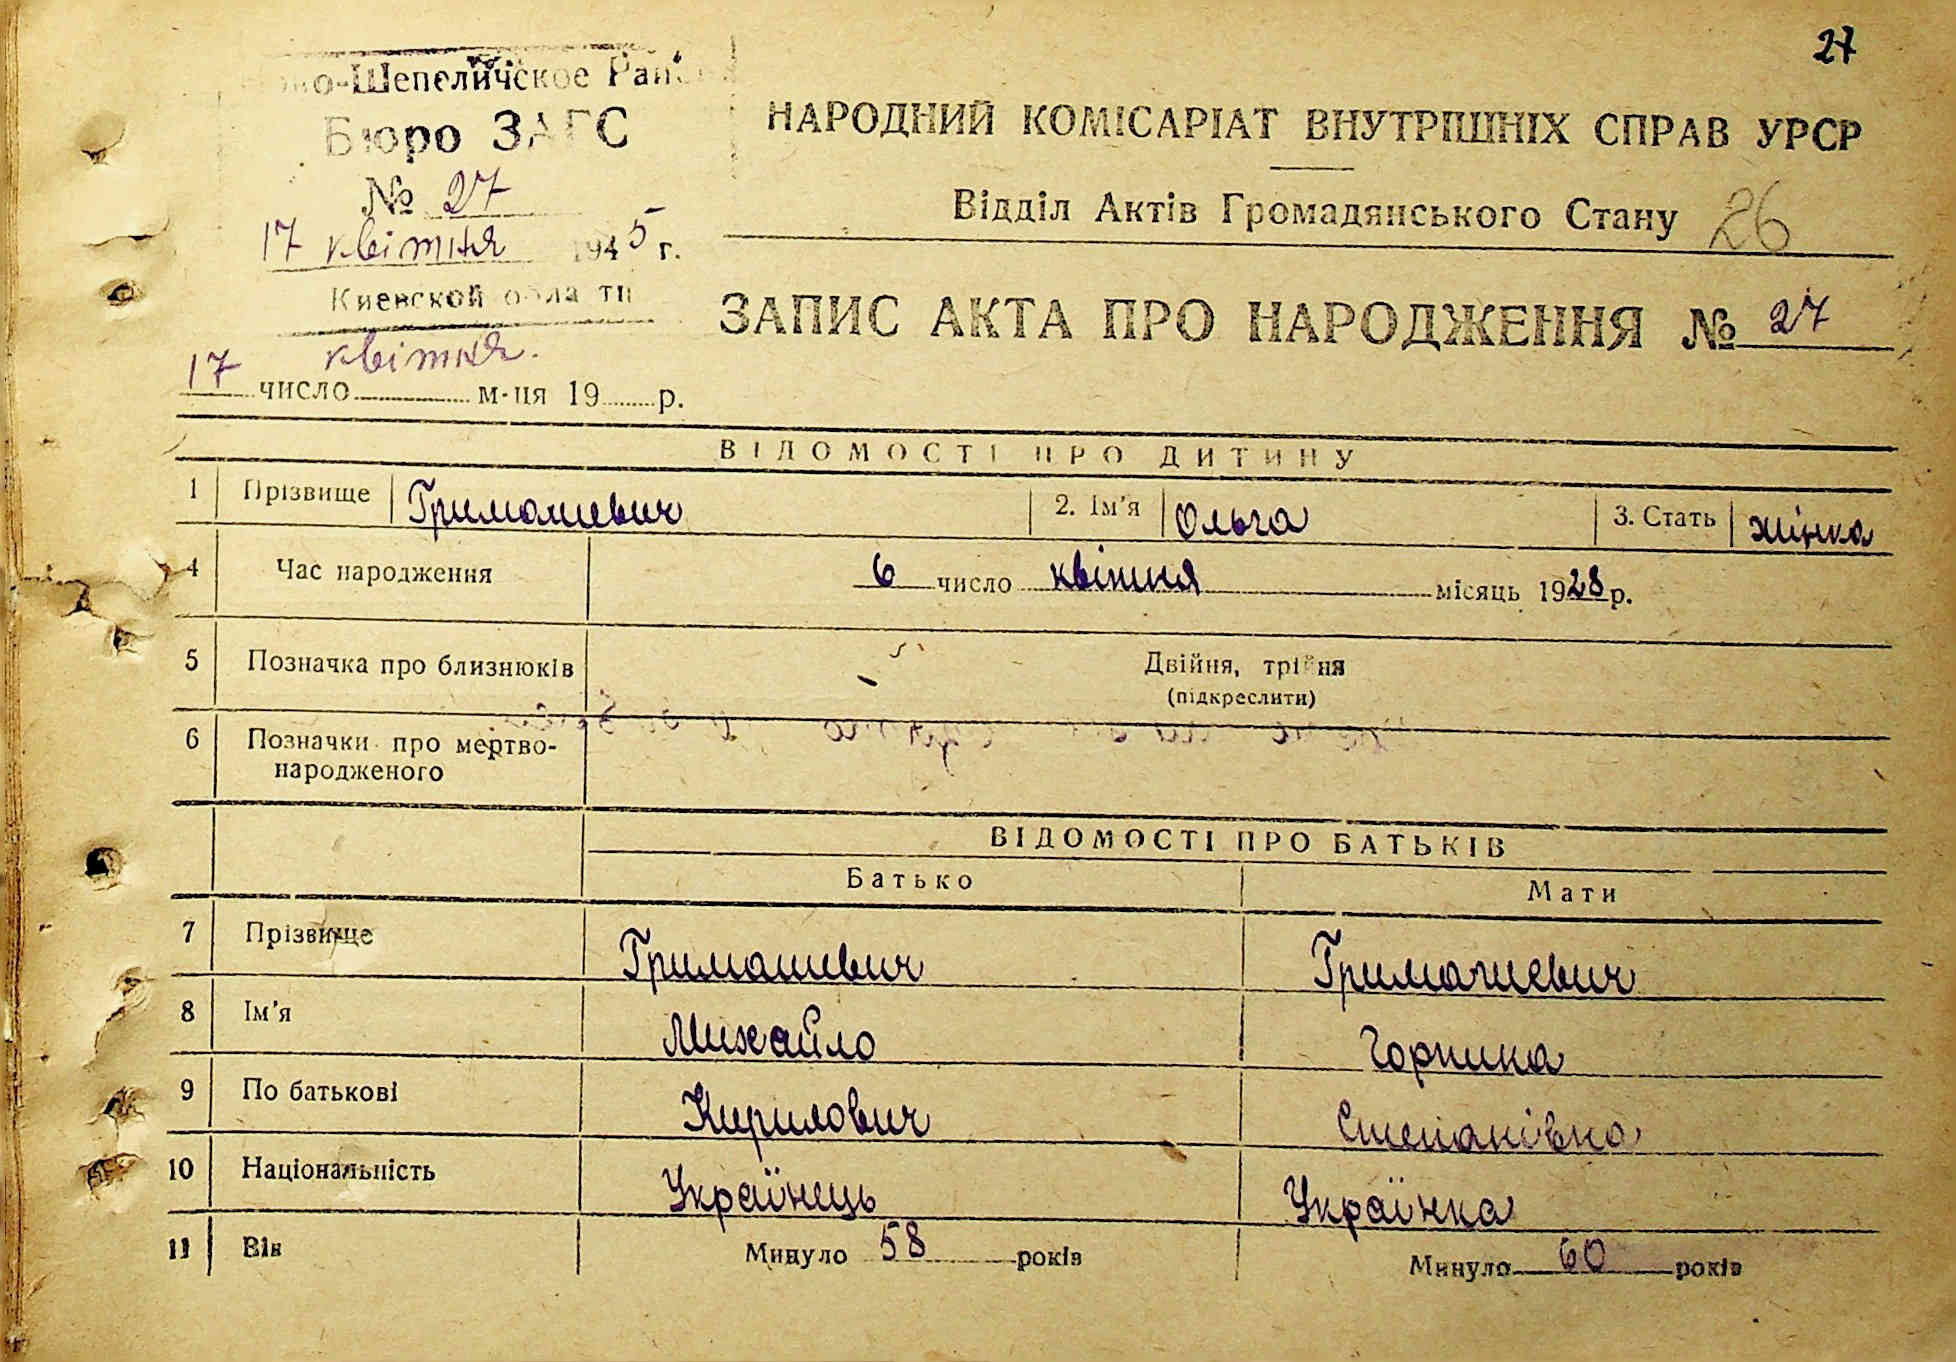 27
Шепеличское Рай
Бюро ЗАГС
№ 27
17 квітня 1945 г.
Киевской области
НАРОДНИЙ КОМІСАРІАТ ВНУТРІШНІХ СПРАВ УРСР
Відділ Актів Громадянського Стану 26
ЗАПИС АКТА ПРО НАРОДЖЕННЯ № 27
17 число квітня м-ця 19 р.
ВІДОМОСТІ ПРО ДИТИНУ
1 Прізвище Гримашевич 2. Ім'я Ольга 3. Стать жінка
4 Час народження 6 число квітня місяць 1928 р.
5 Позначка про близнюків - Двійня, трійня
(підкреслити)
6 Позначки про мертво-
народженого
ВІДОМОСТІ ПРО БАТЬКІВ
Батько Мати
7 Прізвище Гримашевич Гримашевич
8 Ім'я Михайло Горпина
9 По батькові Кирилович Степанівна
10 Національність Українець Українка
11 Вік Минуло 58 років Минуло 60 років